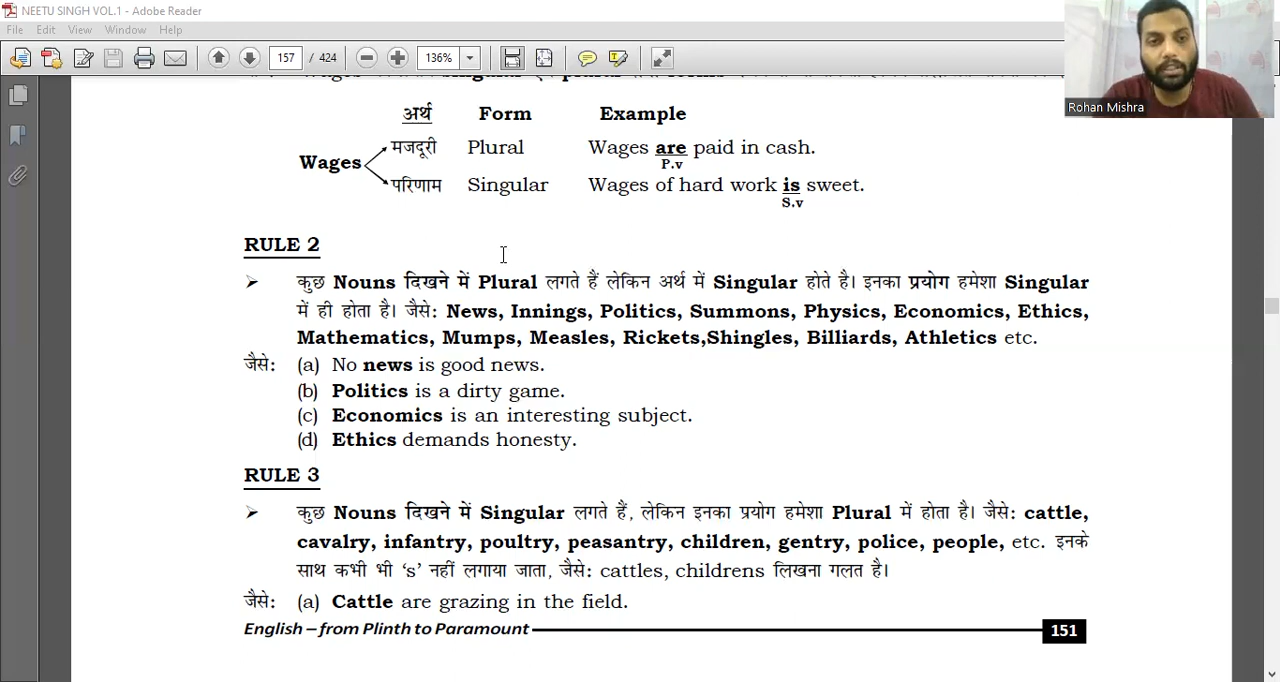 NEETU SINGH VOL.1 - Adobe Reader
File Edit View Window Help
157 / 424 136%
Rohan Mishra
अर्थ Form Example
मजदूरी Plural Wages are paid in cash.
P.v
Wages
परिणाम Singular Wages of hard work is sweet.
S.v
RULE 2
➢ कुछ Nouns दिखने में Plural लगते हैं लेकिन अर्थ में Singular होते है। इनका प्रयोग हमेशा Singular
में ही होता है। जैसे: News, Innings, Politics, Summons, Physics, Economics, Ethics,
Mathematics, Mumps, Measles, Rickets,Shingles, Billiards, Athletics etc.
जैसे: (a) No news is good news.
(b) Politics is a dirty game.
(c) Economics is an interesting subject.
(d) Ethics demands honesty.
RULE 3
➢ कुछ Nouns दिखने में Singular लगते हैं, लेकिन इनका प्रयोग हमेशा Plural में होता है। जैसे: cattle,
cavalry, infantry, poultry, peasantry, children, gentry, police, people, etc. इनके
साथ कभी भी ‘s’ नहीं लगाया जाता, जैसे: cattles, childrens लिखना गलत है।
जैसे: (a) Cattle are grazing in the field.
English – from Plinth to Paramount 151